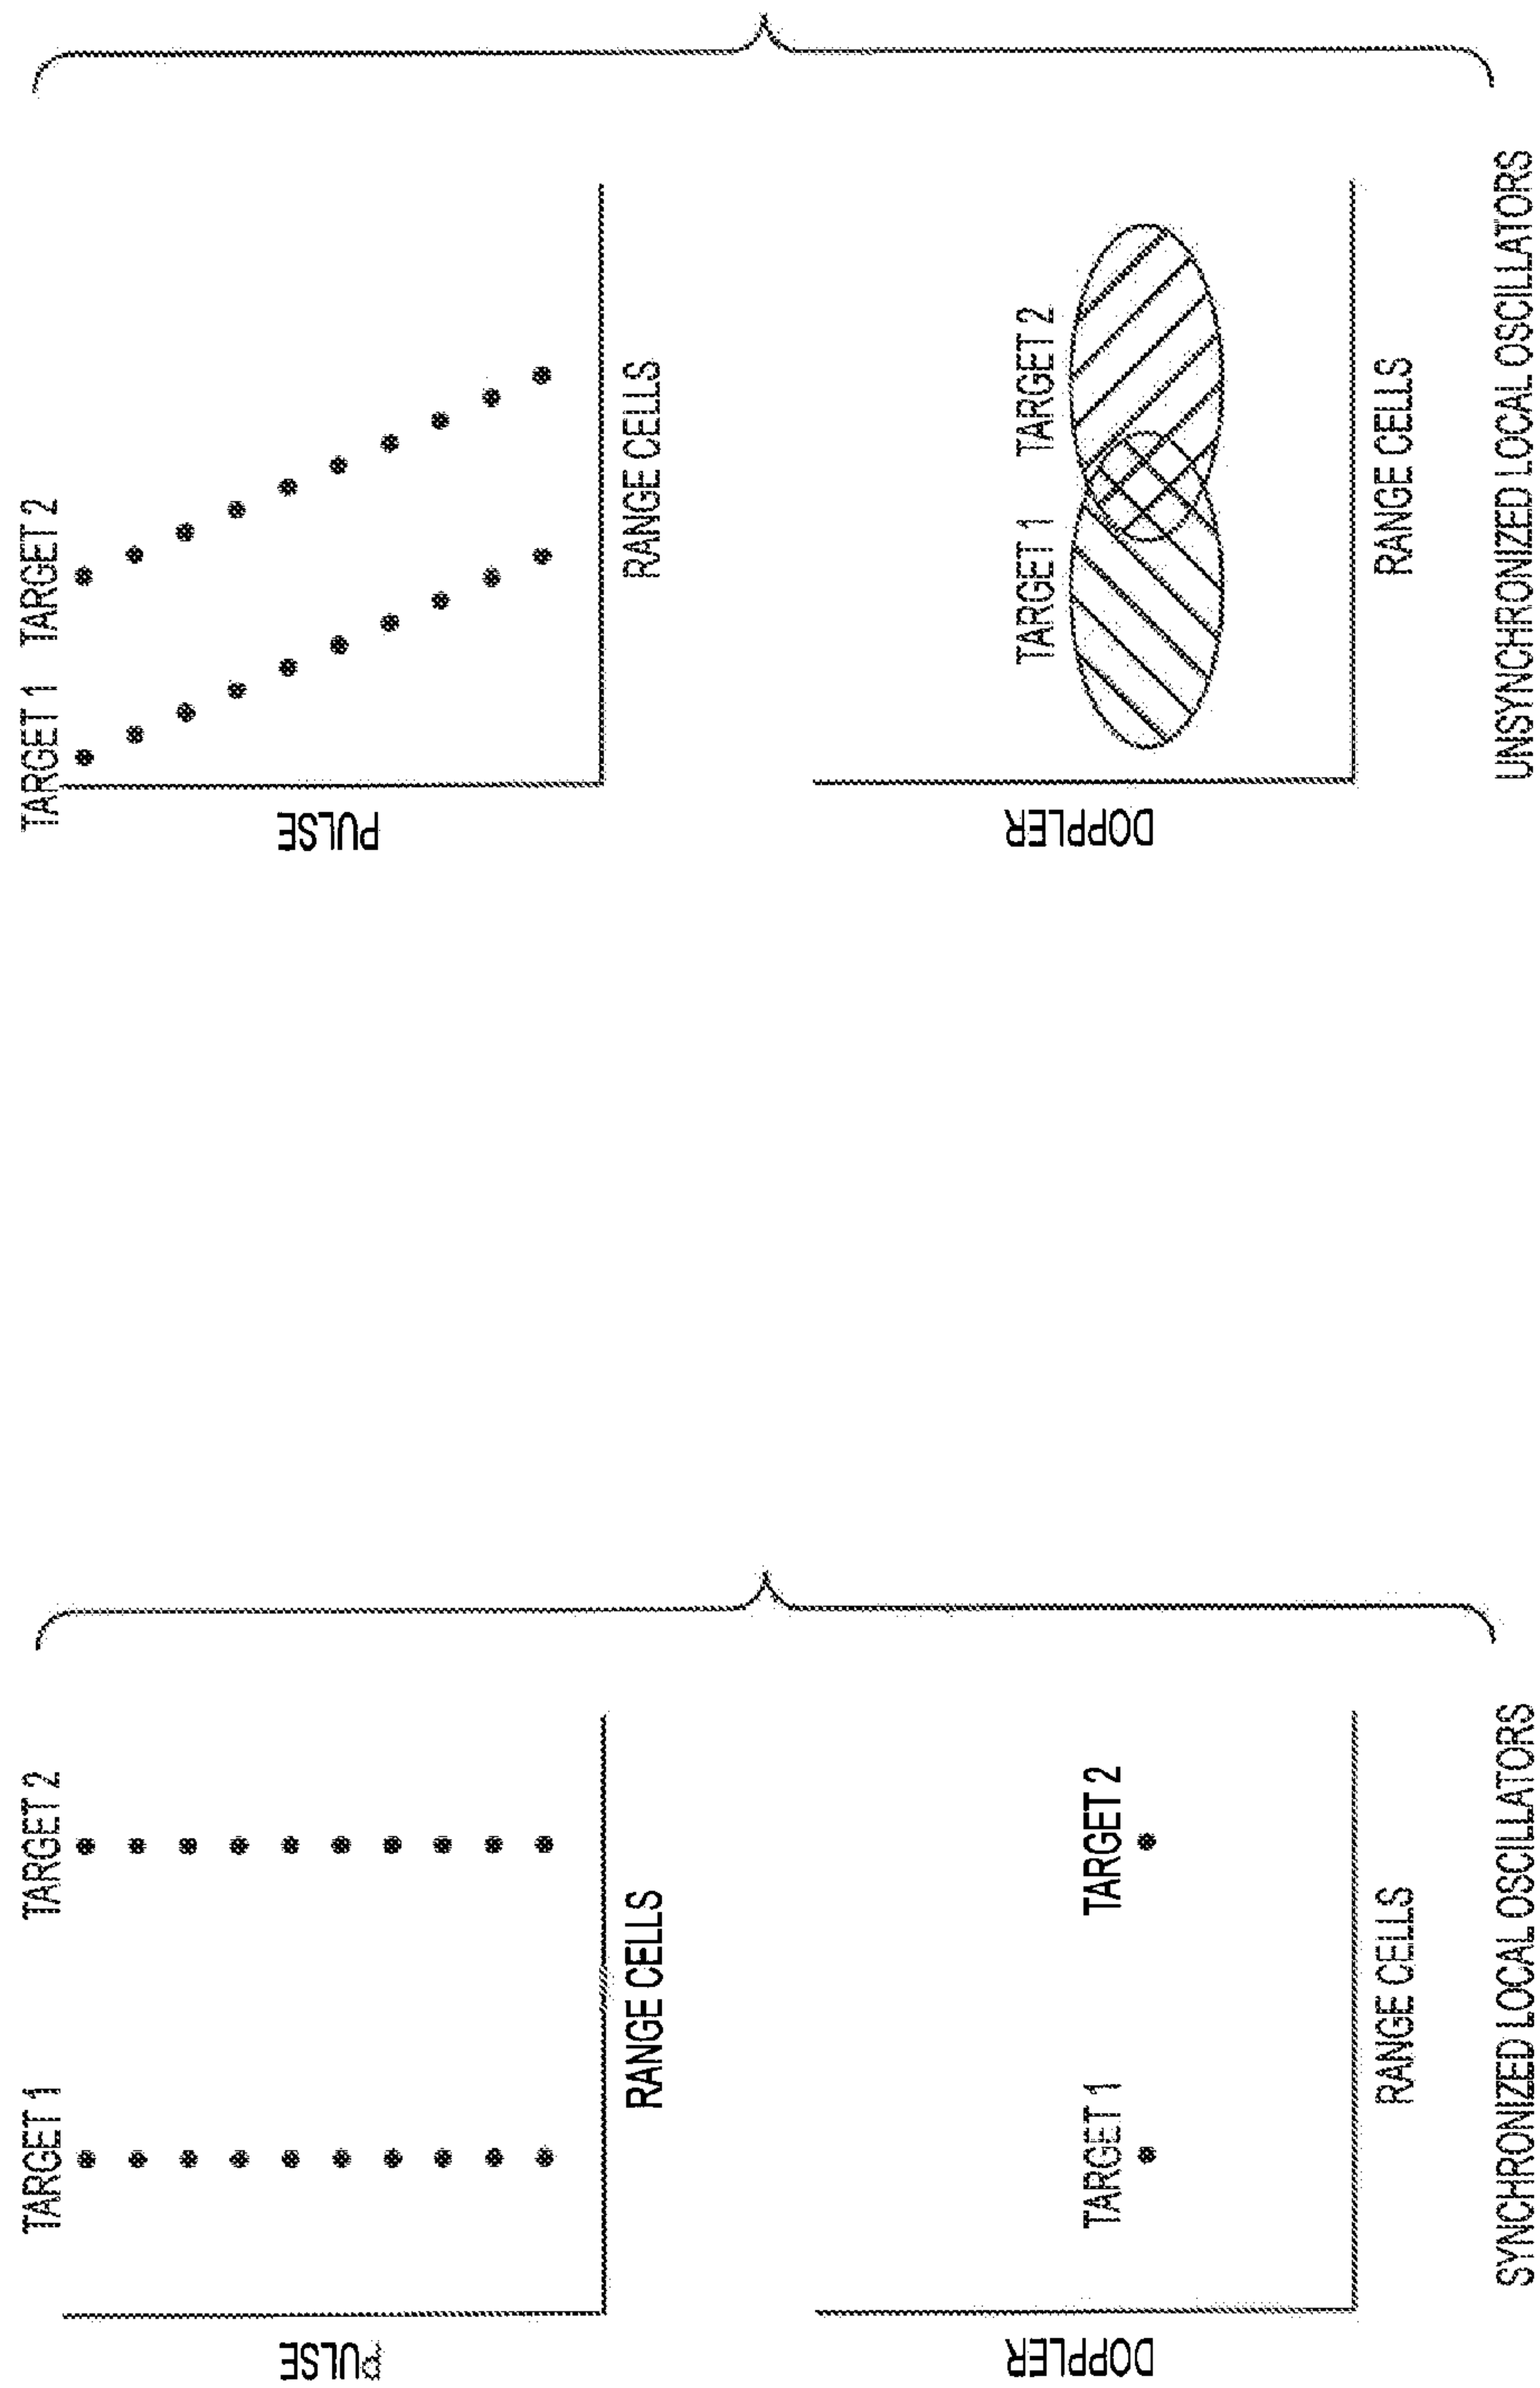 TARGET 1
TARGET 2
PULSE
RANGE CELLS
TARGET 1
TARGET 2
DOPPLER
RANGE CELLS
SYNCHRONIZED LOCAL OSCILLATORS
TARGET 1
TARGET 2
PULSE
RANGE CELLS
TARGET 1
TARGET 2
DOPPLER
RANGE CELLS
UNSYNCHRONIZED LOCAL OSCILLATORS